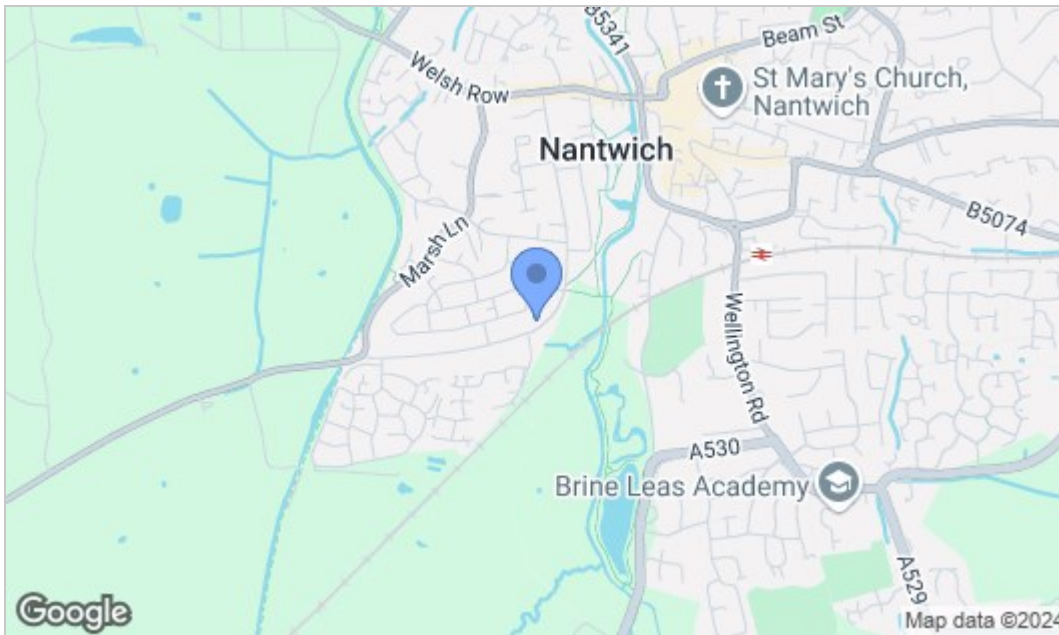 B5341
Beam St
Welsh Row
St Mary's Church,
Nantwich
Nantwich
B5074
Marsh Ln
Wellington Rd
A530
Brine Leas Academy
A529
Google
Map data ©2024